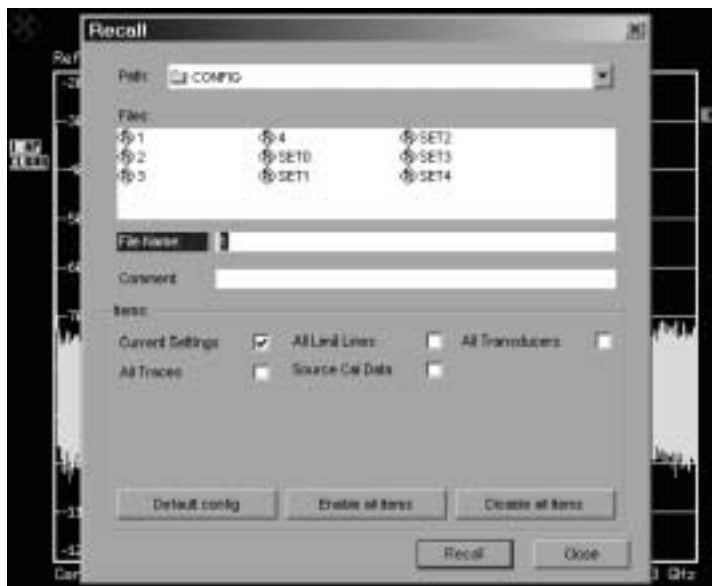 Recall
Ref
Path: CONFIG
Files:
1 4 SET2
2 SET0 SET3
3 SET1 SET4
File Name:
Comment:
Items:
Current Settings All Limit Lines All Transducers
All Traces Source Cal Data
Default config Enable all Items Disable all Items
Recall Close
GHz